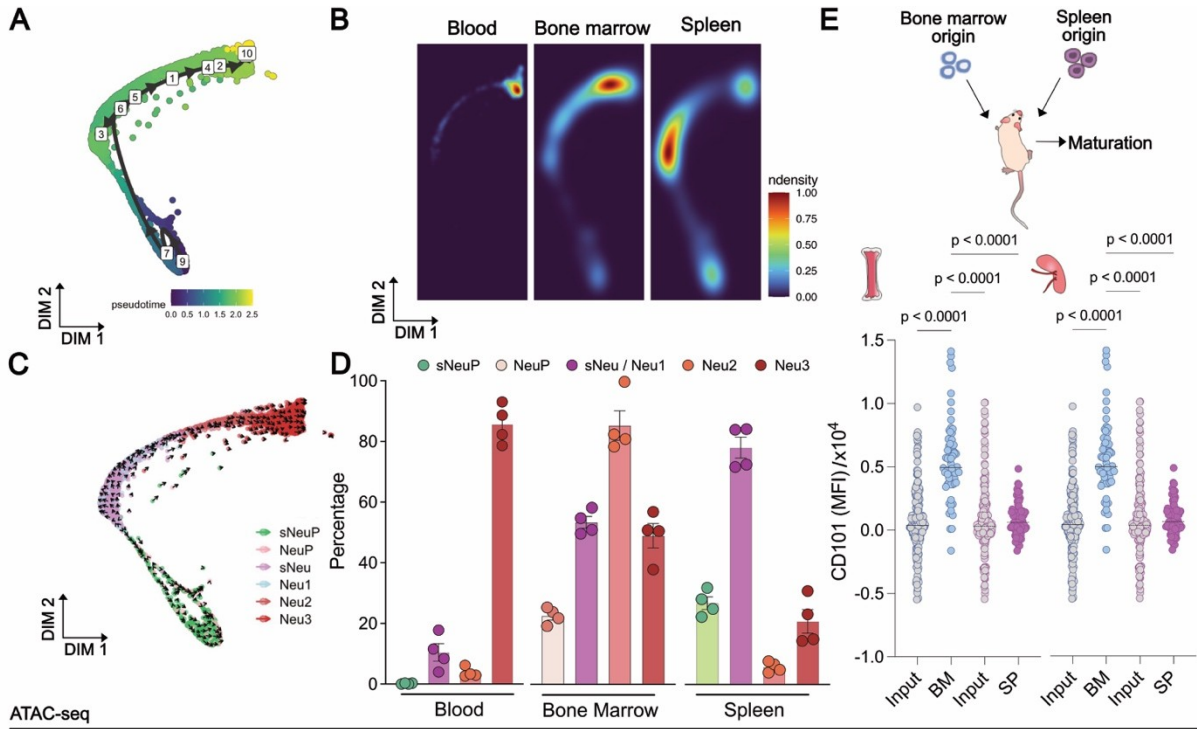 A
10
4 2
1
5
6
3
7
9
pseudotime
0.0 0.5 1.0 1.5 2.0 2.5
DIM 2
DIM 1
B
Blood Bone marrow Spleen
ndensity
1.00
0.75
0.50
0.25
0.00
DIM 2
DIM 1
C
sNeuP
NeuP
sNeu
Neu1
Neu2
Neu3
DIM 2
DIM 1
D
sNeuP NeuP sNeu / Neu1 Neu2 Neu3
Percentage
100
80
60
40
20
0
Blood Bone Marrow Spleen
E
Bone marrow
origin
Spleen
origin
Maturation
p < 0.0001 p < 0.0001
p < 0.0001 p < 0.0001
p < 0.0001 p < 0.0001
CD101 (MFI) /x10⁴
1.5
1.0
0.5
0.0
-0.5
-1.0
Input BM Input SP Input BM Input SP
ATAC-seq